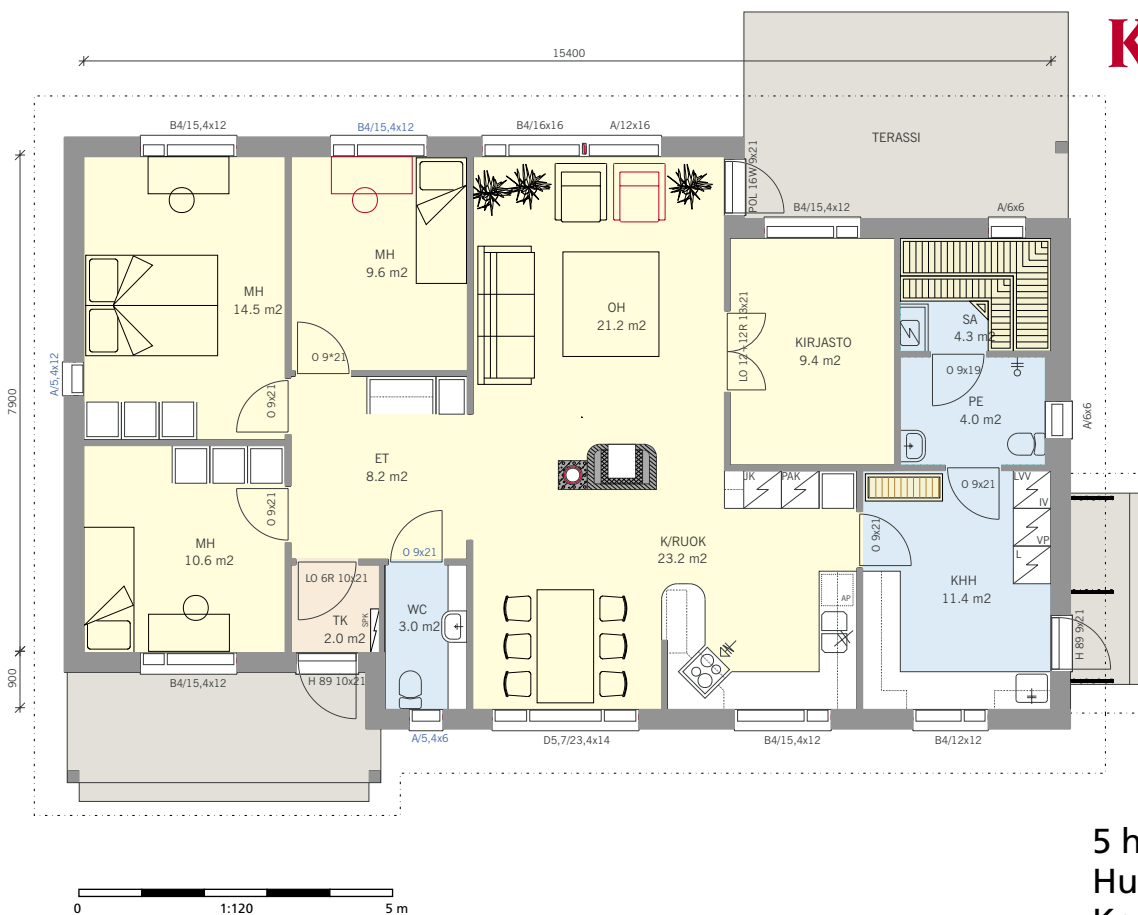 K
15400
TERASSI
B4/15,4x12
B4/15,4x12
B4/16x16
A/12x16
POL 16W 9x21
B4/15,4x12
A/6x6
7900
900
A/5,4x12
MH
14.5 m2
MH
9.6 m2
OH
21.2 m2
LO 12+12R 13x21
KIRJASTO
9.4 m2
SA
4.3 m2
O 9*21
O 9x21
O 9x19
PE
4.0 m2
A/6x6
ET
8.2 m2
O 9x21
JK
PAK
O 9x21
LVV
IV
VP
L
MH
10.6 m2
O 9x21
K/RUOK
23.2 m2
O 9x21
KHH
11.4 m2
LO 6R 10x21
TK
2.0 m2
SPK
WC
3.0 m2
AP
H 89 9x21
B4/15,4x12
H 89 10x21
A/5,4x6
D5,7/23,4x14
B4/15,4x12
B4/12x12
0
1:120
5 m
5 h
Hu